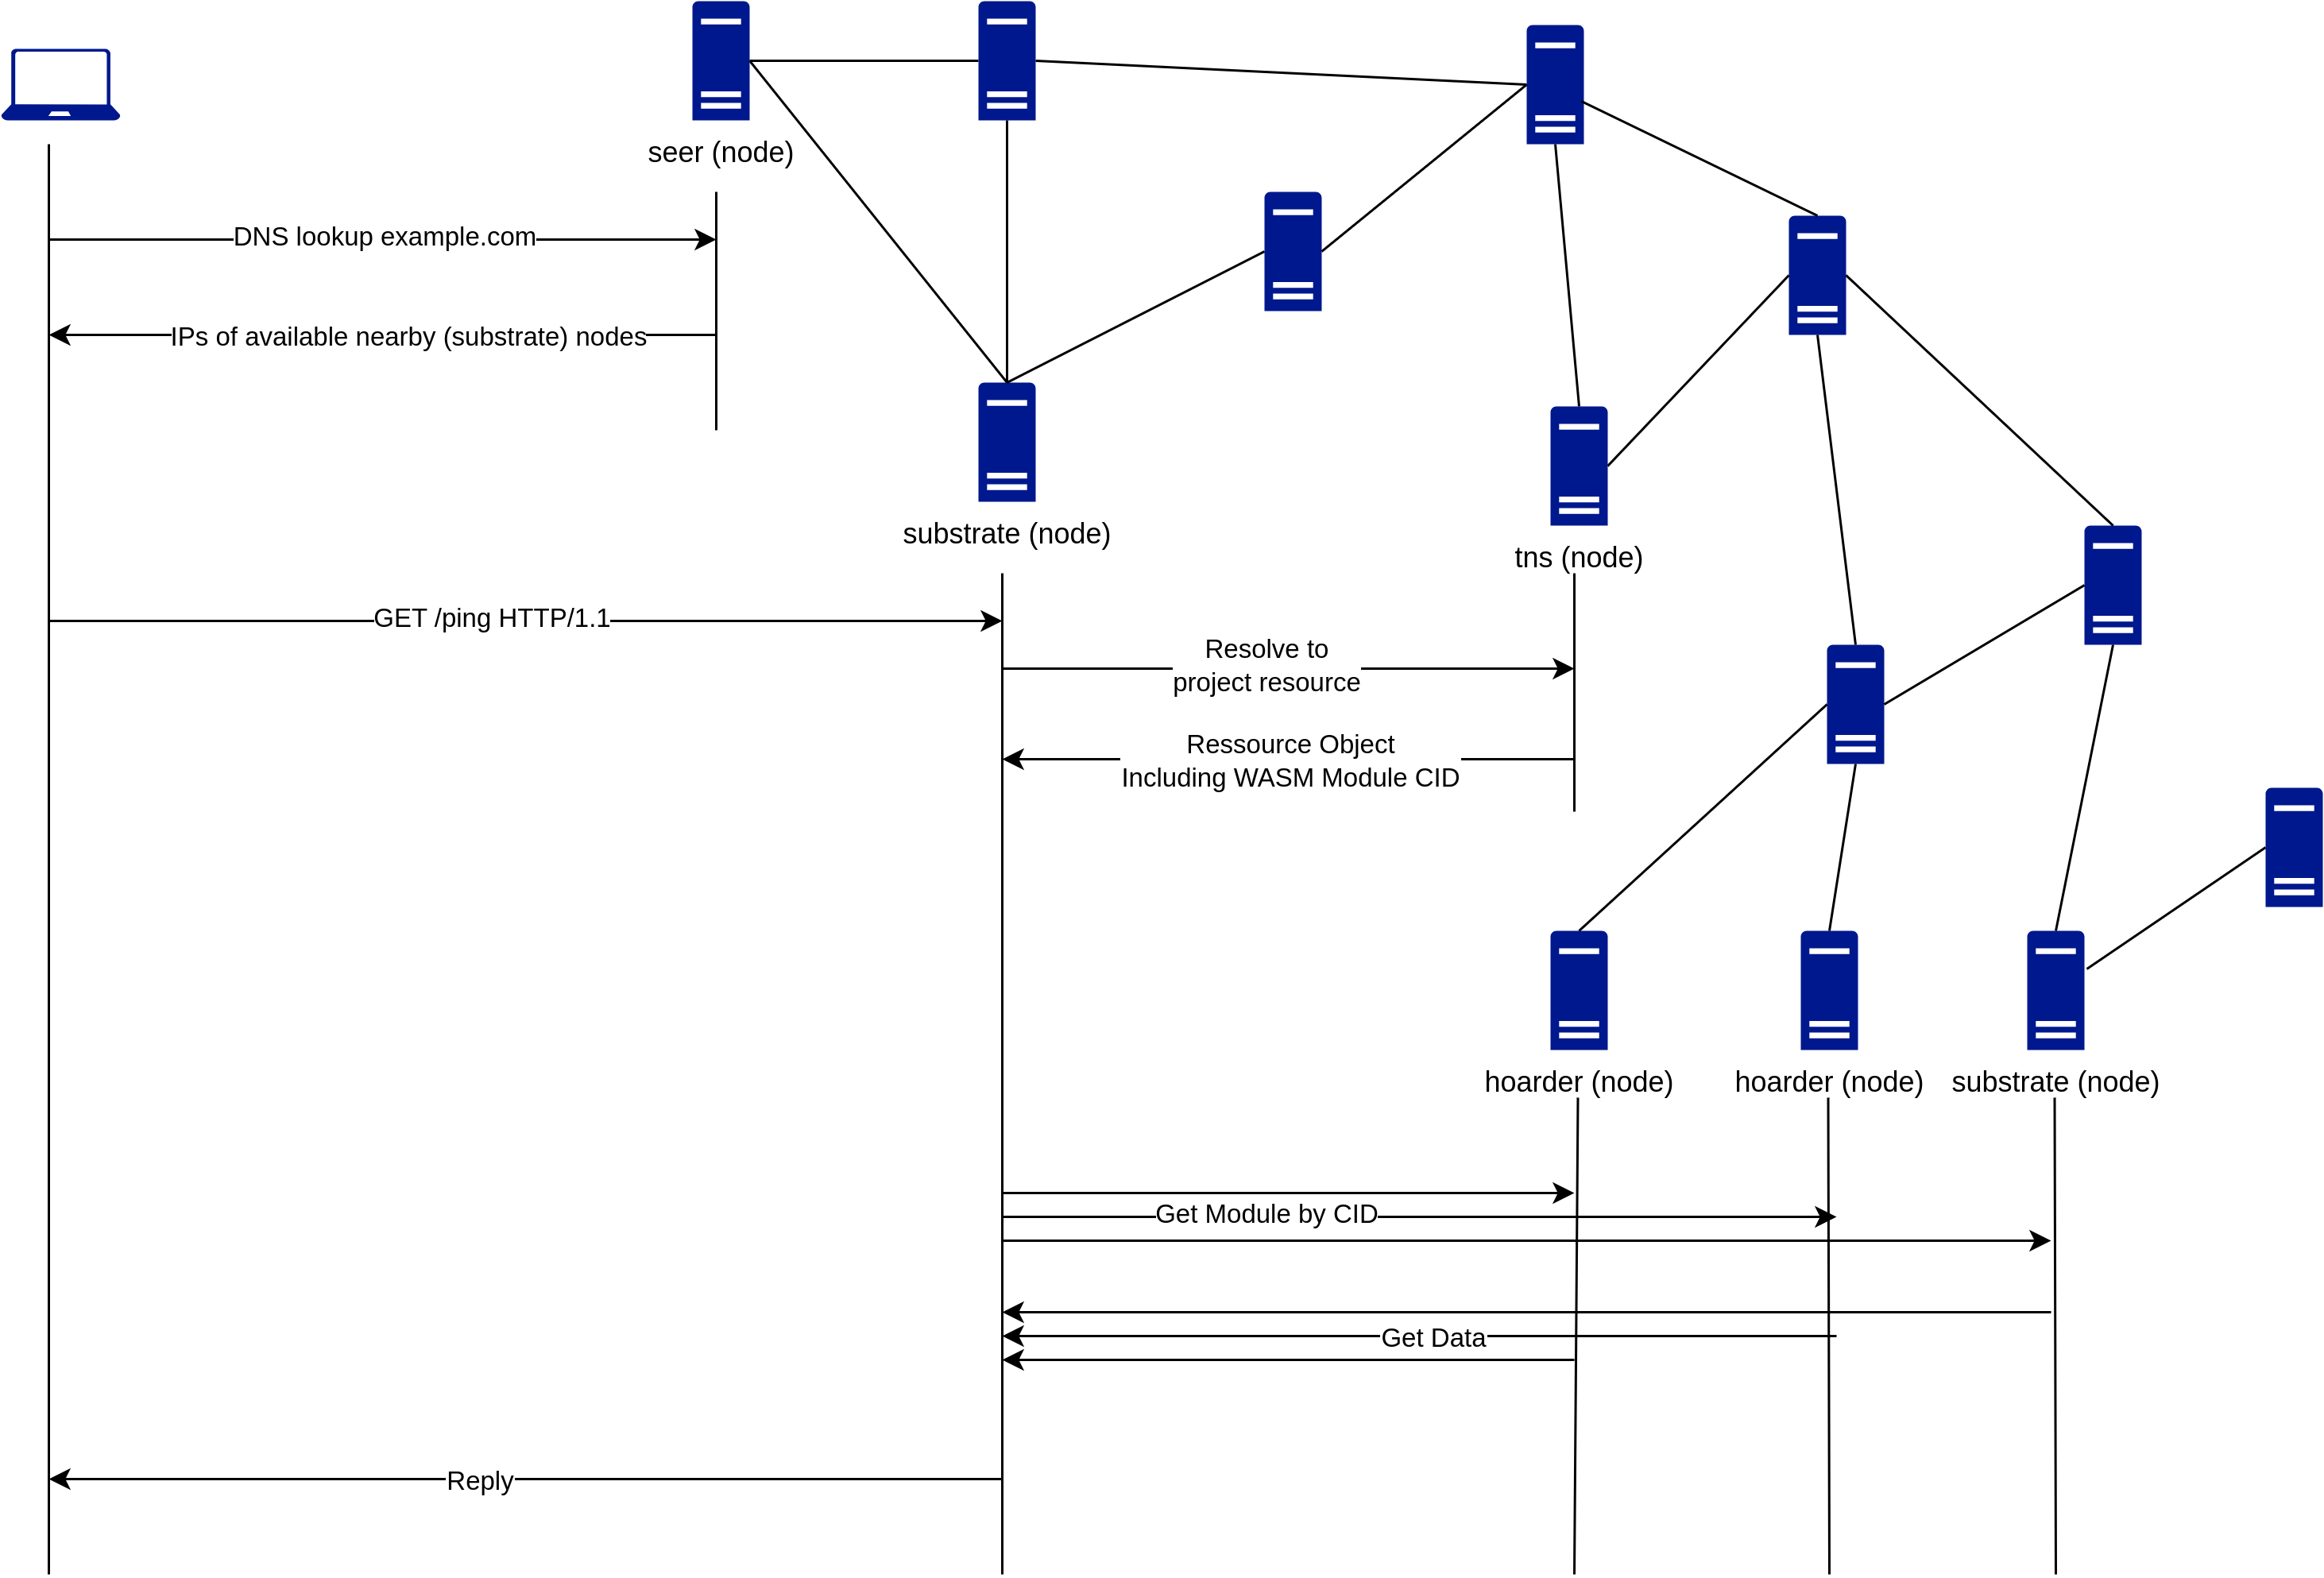 seer (node)
DNS lookup example.com
IPs of available nearby (substrate) nodes
substrate (node)
tns (node)
GET /ping HTTP/1.1
Resolve to
project resource
Ressource Object
Including WASM Module CID
hoarder (node)
hoarder (node)
substrate (node)
Get Module by CID
Get Data
Reply